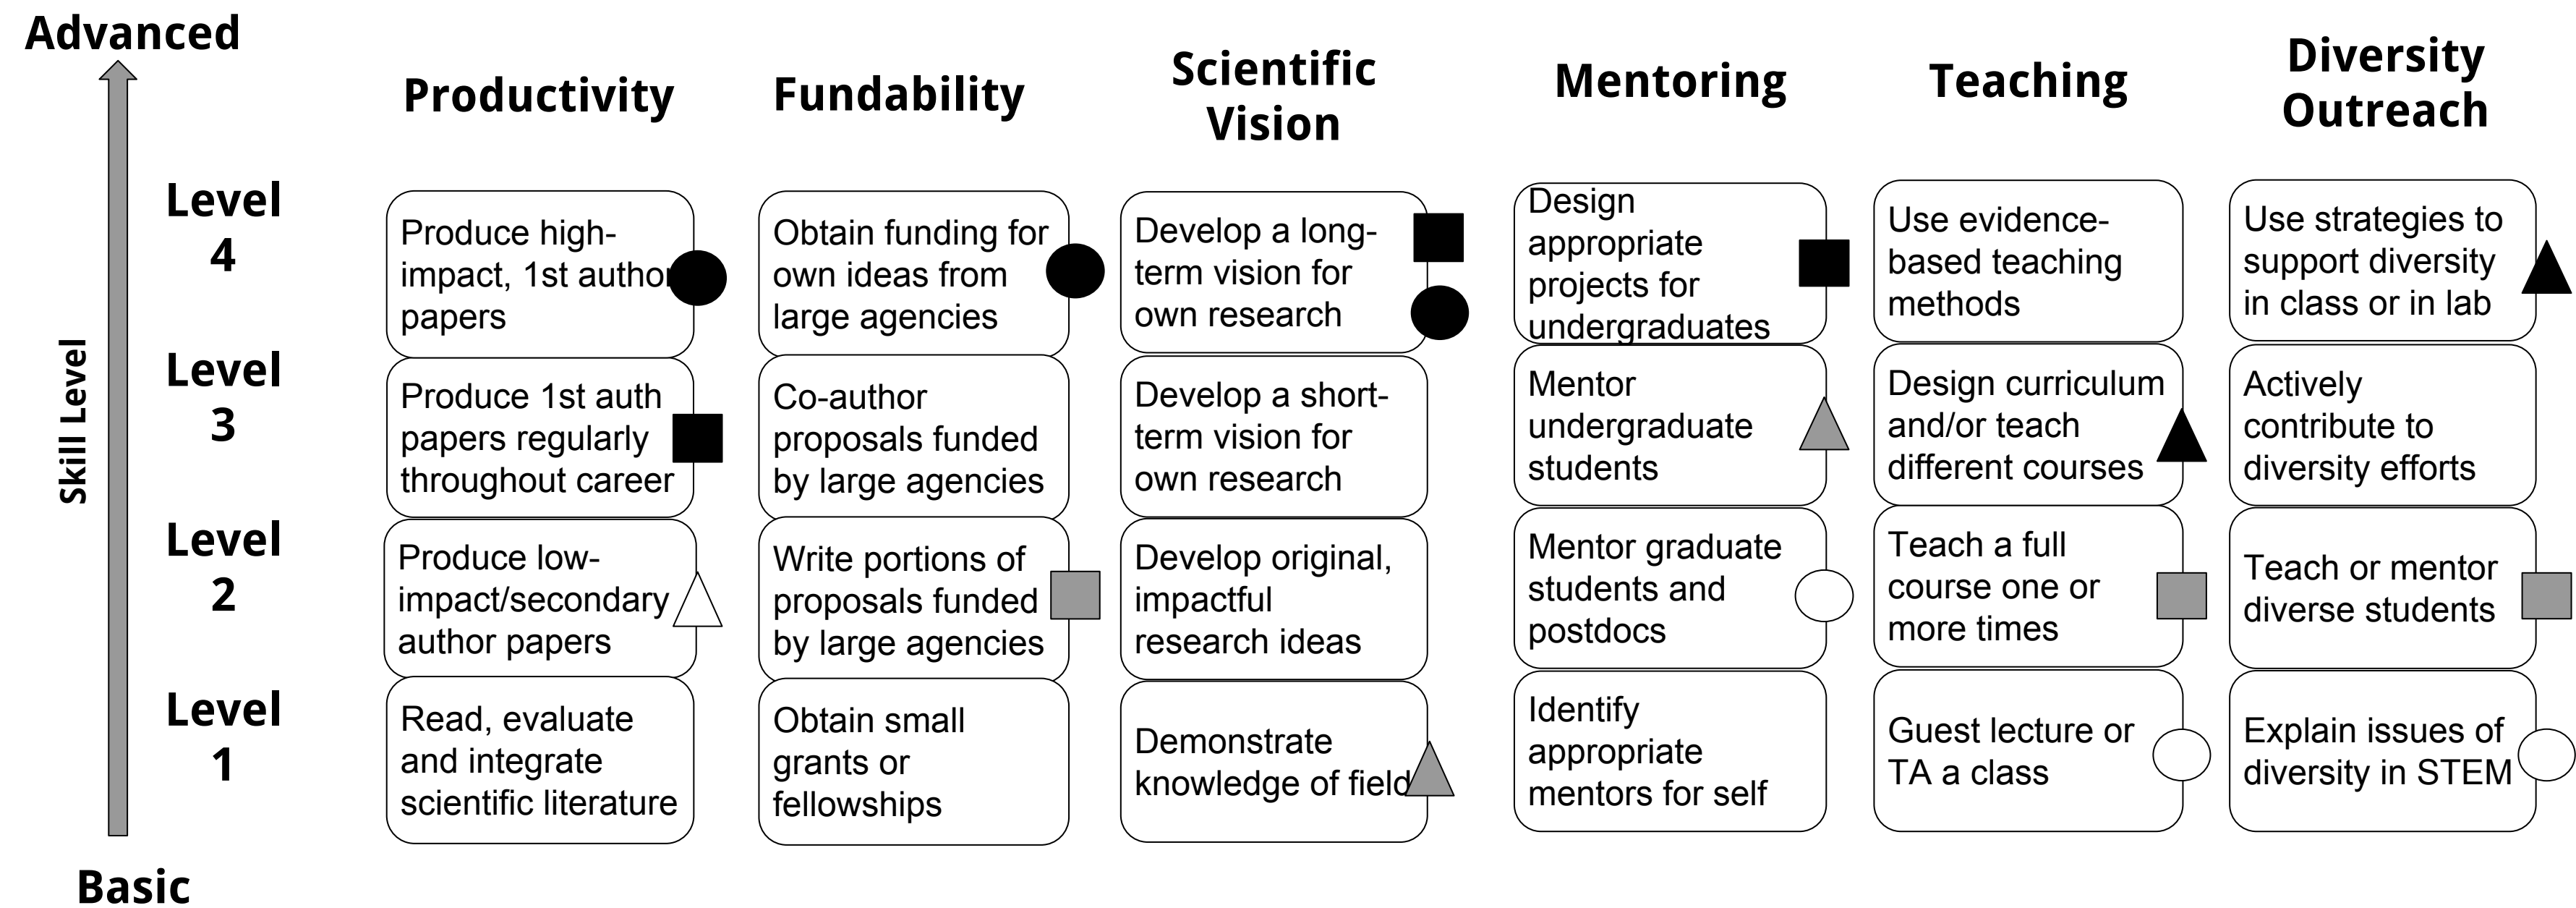 Advanced
Productivity
Fundability
Scientific
Vision
Mentoring
Teaching
Diversity
Outreach
Skill Level
Level
4
Produce high-
impact, 1st author
papers
Obtain funding for
own ideas from
large agencies
Develop a long-
term vision for
own research
Design
appropriate
projects for
undergraduates
Use evidence-
based teaching
methods
Use strategies to
support diversity
in class or in lab
Level
3
Produce 1st auth
papers regularly
throughout career
Co-author
proposals funded
by large agencies
Develop a short-
term vision for
own research
Mentor
undergraduate
students
Design curriculum
and/or teach
different courses
Actively
contribute to
diversity efforts
Level
2
Produce low-
impact/secondary
author papers
Write portions of
proposals funded
by large agencies
Develop original,
impactful
research ideas
Mentor graduate
students and
postdocs
Teach a full
course one or
more times
Teach or mentor
diverse students
Level
1
Read, evaluate
and integrate
scientific literature
Obtain small
grants or
fellowships
Demonstrate
knowledge of field
Identify
appropriate
mentors for self
Guest lecture or
TA a class
Explain issues of
diversity in STEM
Basic